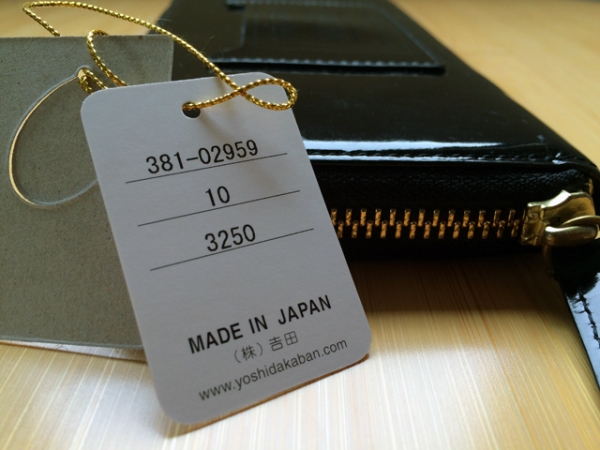 381-02959
10
3250
MADE IN JAPAN
（株）吉田
www.yoshidakaban.com